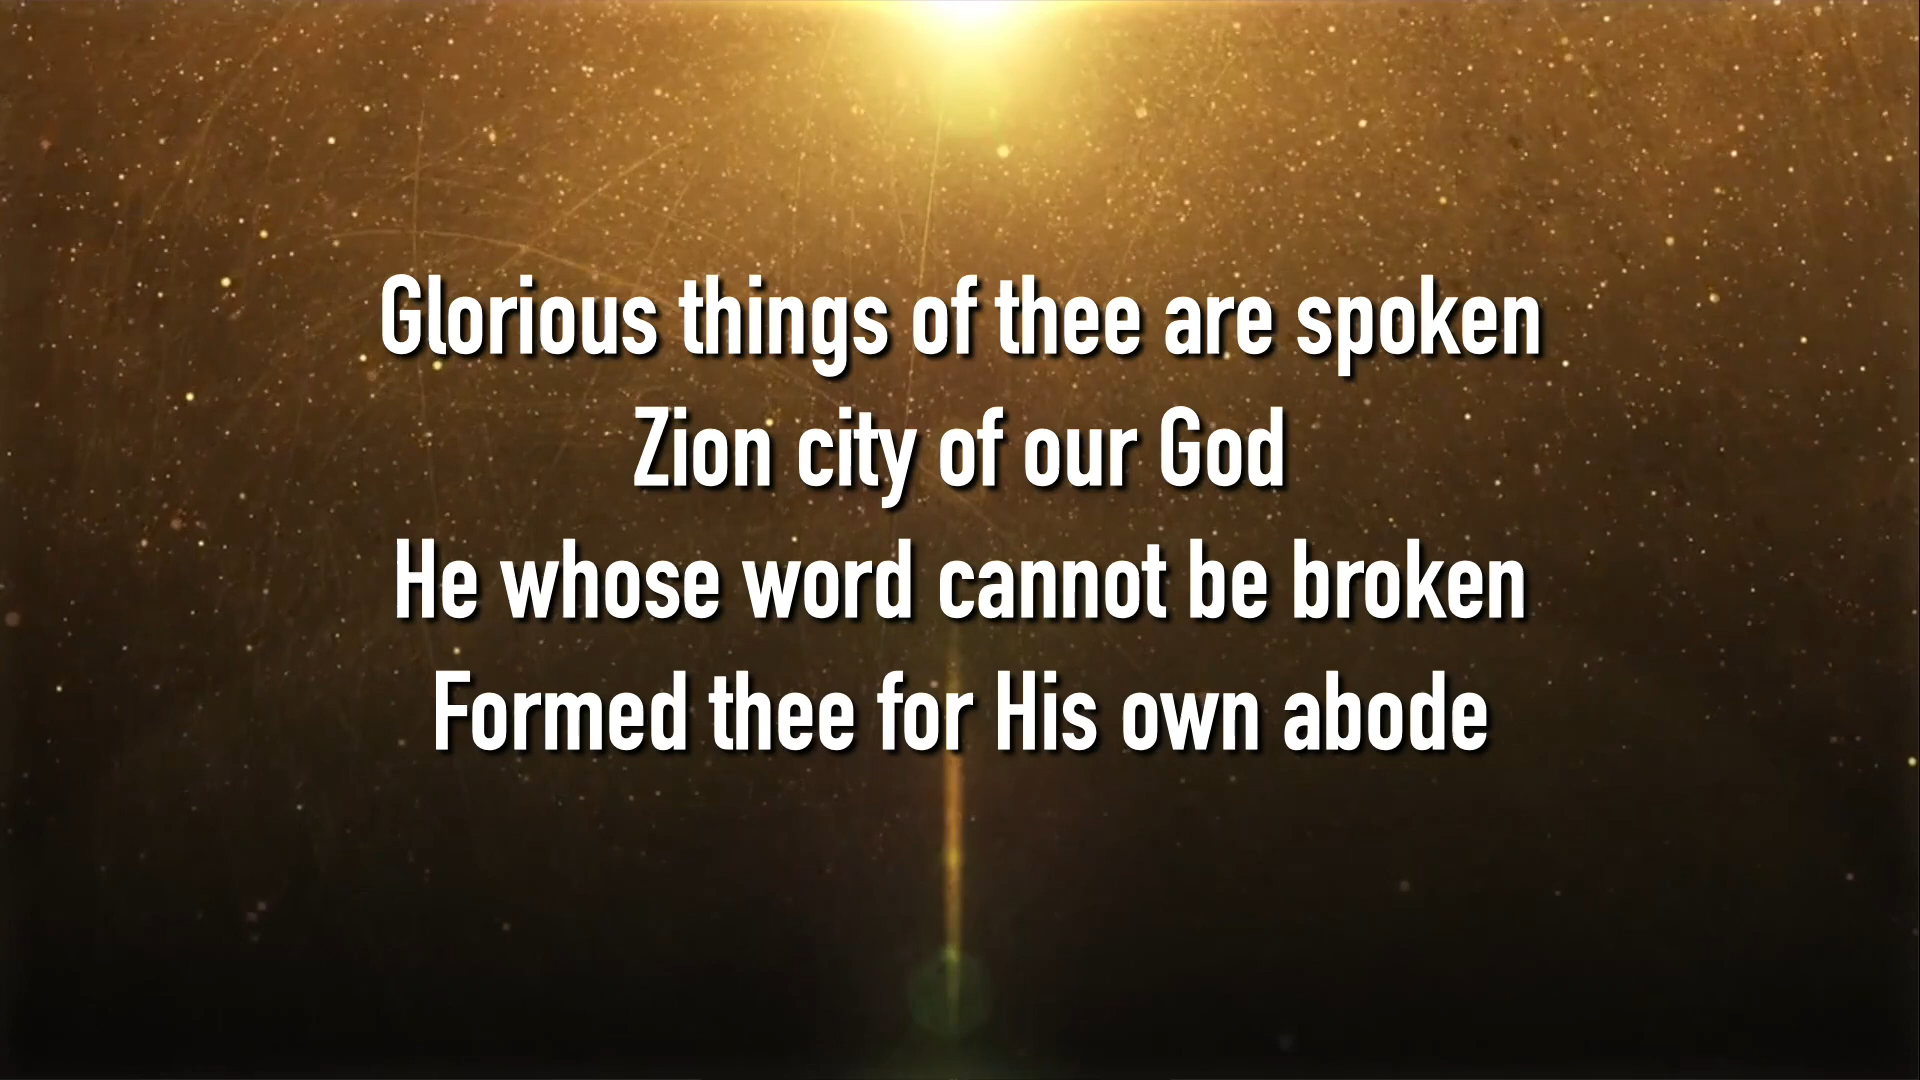 Glorious things of thee are spoken
Zion city of our God
He whose word cannot be broken
Formed thee for His own abode